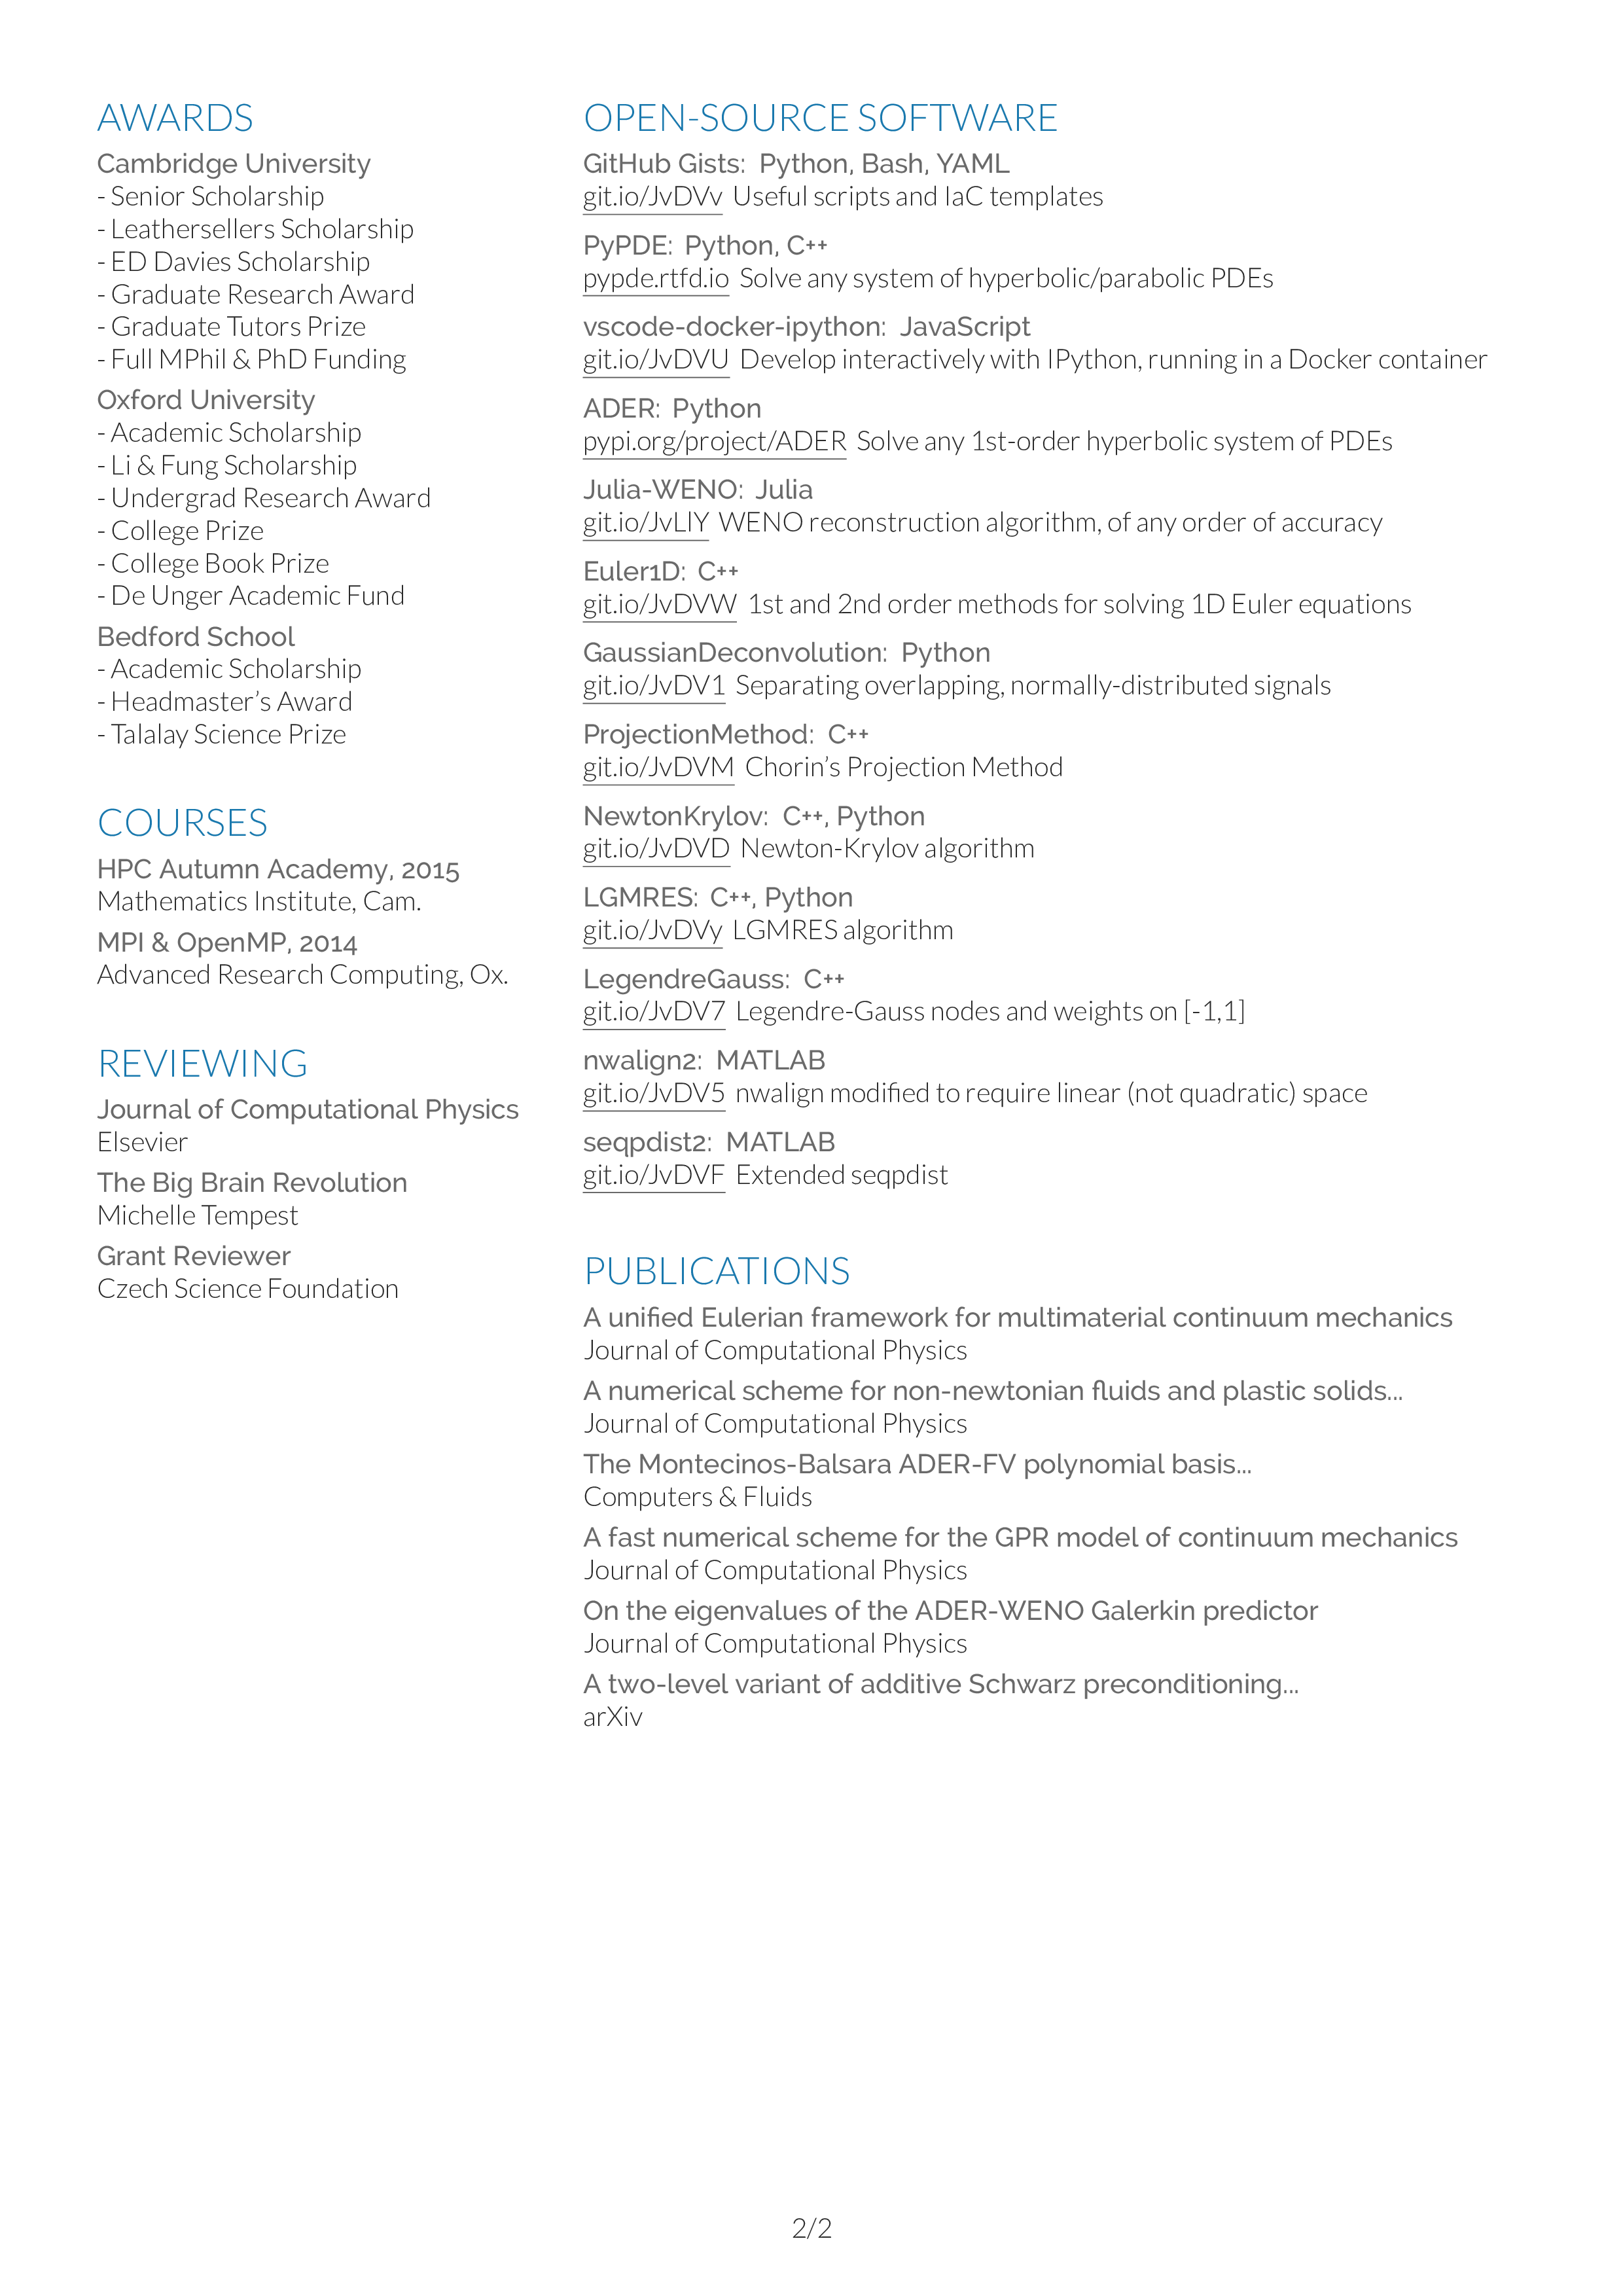 AWARDS
Cambridge University
- Senior Scholarship
- Leathersellers Scholarship
- ED Davies Scholarship
- Graduate Research Award
- Graduate Tutors Prize
- Full MPhil & PhD Funding
Oxford University
- Academic Scholarship
- Li & Fung Scholarship
- Undergrad Research Award
- College Prize
- College Book Prize
- De Unger Academic Fund
Bedford School
- Academic Scholarship
- Headmaster’s Award
- Talalay Science Prize
COURSES
HPC Autumn Academy, 2015
Mathematics Institute, Cam.
MPI & OpenMP, 2014
Advanced Research Computing, Ox.
REVIEWING
Journal of Computational Physics
Elsevier
The Big Brain Revolution
Michelle Tempest
Grant Reviewer
Czech Science Foundation
OPEN-SOURCE SOFTWARE
GitHub Gists: Python, Bash, YAML
git.io/JvDVv Useful scripts and IaC templates
PyPDE: Python, C++
pypde.rtfd.io Solve any system of hyperbolic/parabolic PDEs
vscode-docker-ipython: JavaScript
git.io/JvDVU Develop interactively with IPython, running in a Docker container
ADER: Python
pypi.org/project/ADER Solve any 1st-order hyperbolic system of PDEs
Julia-WENO: Julia
git.io/JvLlY WENO reconstruction algorithm, of any order of accuracy
Euler1D: C++
git.io/JvDVW 1st and 2nd order methods for solving 1D Euler equations
GaussianDeconvolution: Python
git.io/JvDV1 Separating overlapping, normally-distributed signals
ProjectionMethod: C++
git.io/JvDVM Chorin’s Projection Method
NewtonKrylov: C++, Python
git.io/JvDVD Newton-Krylov algorithm
LGMRES: C++, Python
git.io/JvDVy LGMRES algorithm
LegendreGauss: C++
git.io/JvDV7 Legendre-Gauss nodes and weights on [-1,1]
nwalign2: MATLAB
git.io/JvDV5 nwalign modified to require linear (not quadratic) space
seqpdist2: MATLAB
git.io/JvDVF Extended seqpdist
PUBLICATIONS
A unified Eulerian framework for multimaterial continuum mechanics
Journal of Computational Physics
A numerical scheme for non-newtonian fluids and plastic solids...
Journal of Computational Physics
The Montecinos-Balsara ADER-FV polynomial basis...
Computers & Fluids
A fast numerical scheme for the GPR model of continuum mechanics
Journal of Computational Physics
On the eigenvalues of the ADER-WENO Galerkin predictor
Journal of Computational Physics
A two-level variant of additive Schwarz preconditioning...
arXiv
2/2